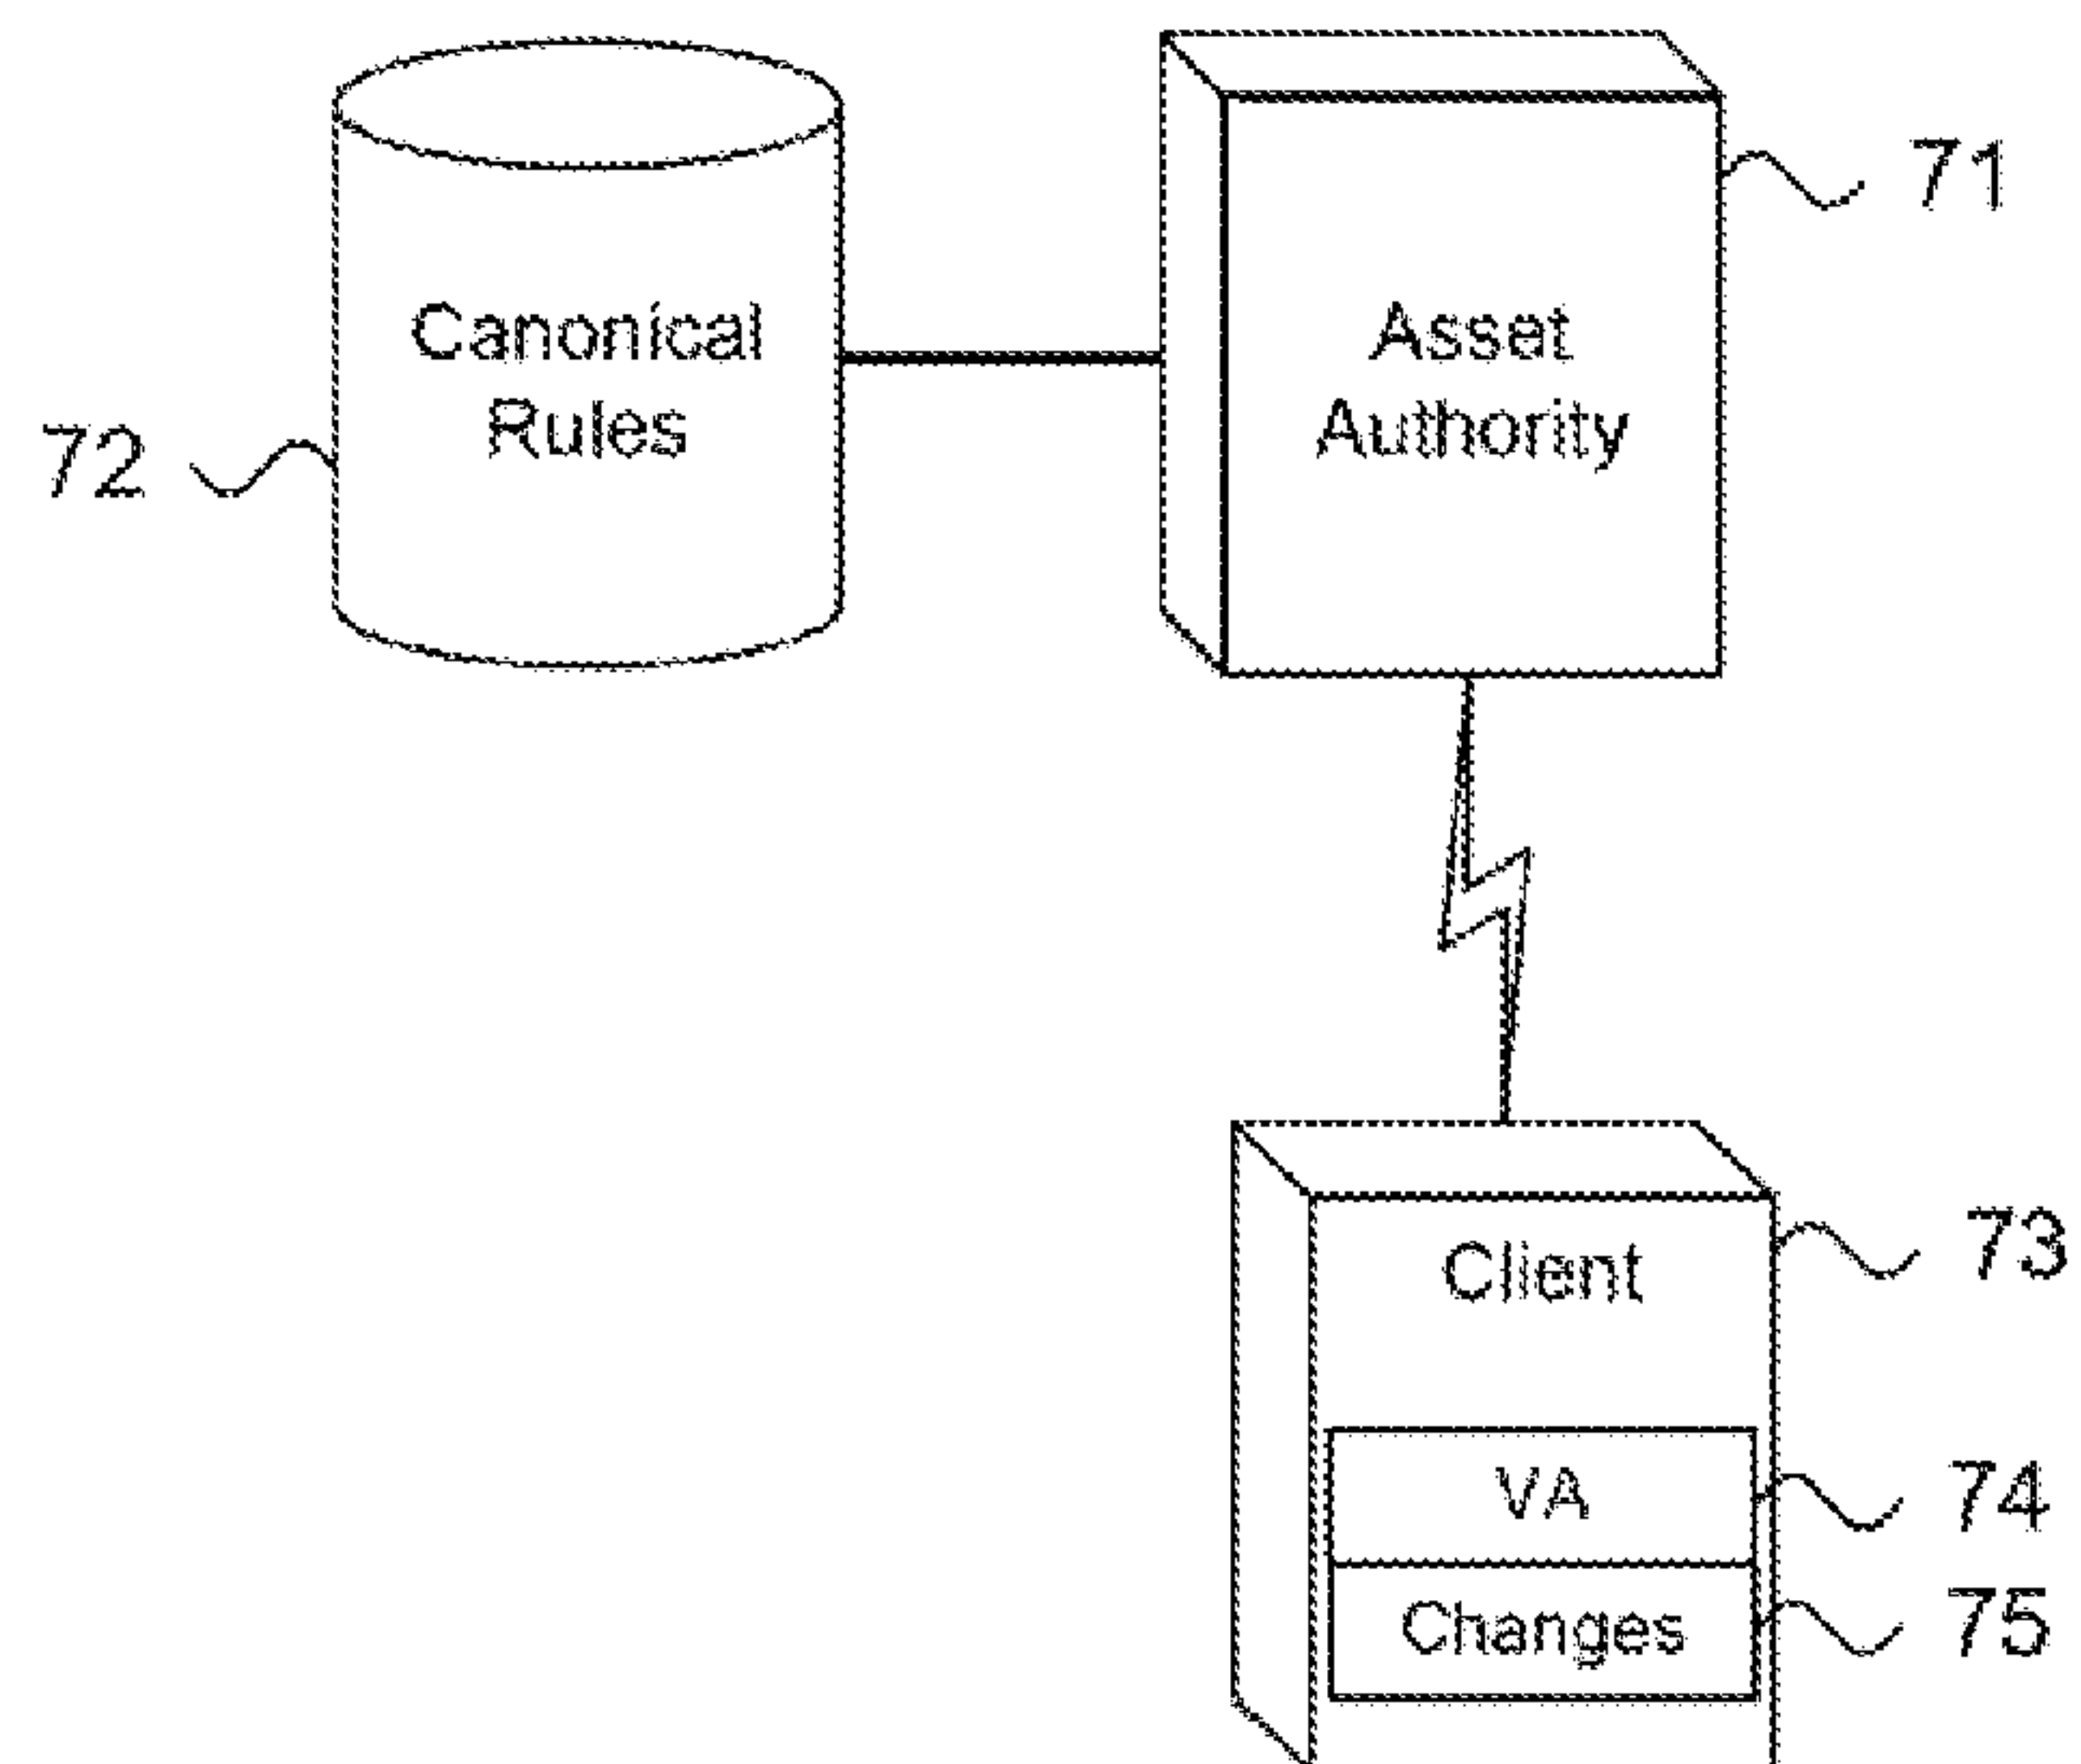 71
Canonical
Rules
Asset
Authority
72
73
Client
VA
74
Changes
75